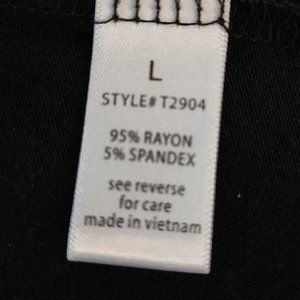 L
STYLE# T2904
95% RAYON
5% SPANDEX
see reverse
for care
made in vietnam